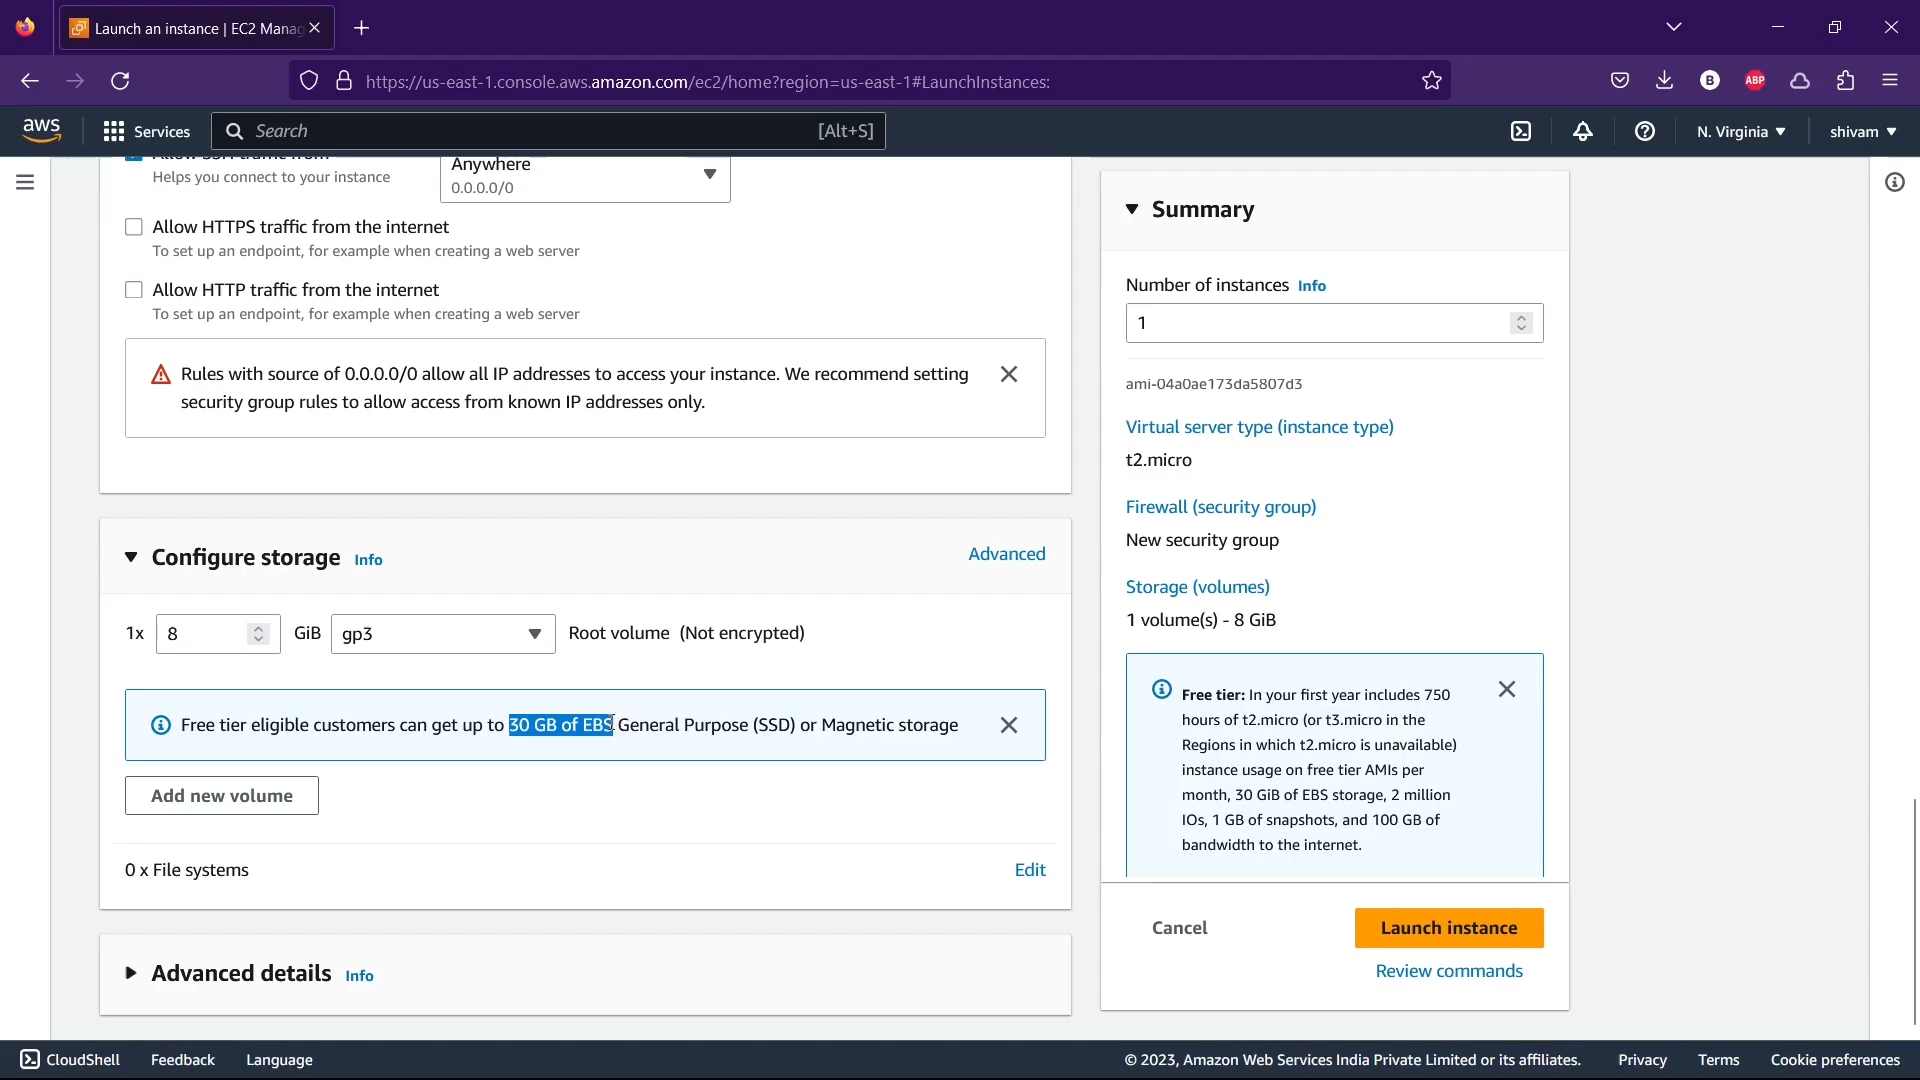 Launch an instance | EC2 Manag
https://us-east-1.console.aws.amazon.com/ec2/home?region=us-east-1#LaunchInstances:
B
ABP
aws
Services
Search
[Alt+S]
N. Virginia
shivam
Allow SSH traffic from
Helps you connect to your instance
Anywhere
0.0.0.0/0
Allow HTTPS traffic from the internet
To set up an endpoint, for example when creating a web server
Allow HTTP traffic from the internet
To set up an endpoint, for example when creating a web server
Rules with source of 0.0.0.0/0 allow all IP addresses to access your instance. We recommend setting
security group rules to allow access from known IP addresses only.
Configure storage Info
Advanced
1x
8
GiB
gp3
Root volume (Not encrypted)
Free tier eligible customers can get up to 30 GB of EBS General Purpose (SSD) or Magnetic storage
Add new volume
0 x File systems
Edit
Advanced details Info
Summary
Number of instances Info
1
ami-04a0ae173da5807d3
Virtual server type (instance type)
t2.micro
Firewall (security group)
New security group
Storage (volumes)
1 volume(s) - 8 GiB
Free tier: In your first year includes 750
hours of t2.micro (or t3.micro in the
Regions in which t2.micro is unavailable)
instance usage on free tier AMIs per
month, 30 GiB of EBS storage, 2 million
IOs, 1 GB of snapshots, and 100 GB of
bandwidth to the internet.
Cancel
Launch instance
Review commands
CloudShell
Feedback
Language
© 2023, Amazon Web Services India Private Limited or its affiliates.
Privacy
Terms
Cookie preferences